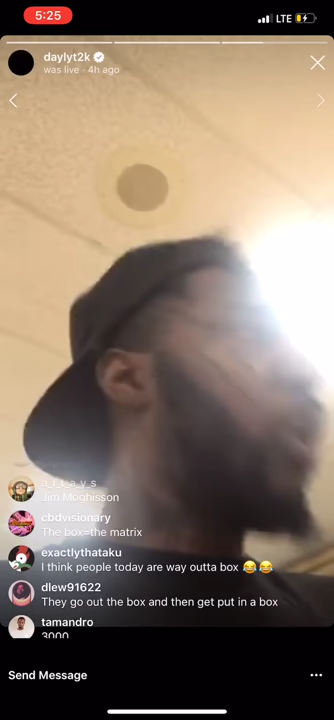 5:25
LTE
daylyt2k
was live · 4h ago
a_r_r_a_y_s
Jim Moghisson
cbdvisionary
The box=the matrix
exactlythataku
I think people today are way outta box 😂😂
dlew91622
They go out the box and then get put in a box
tamandro
3000
Send Message